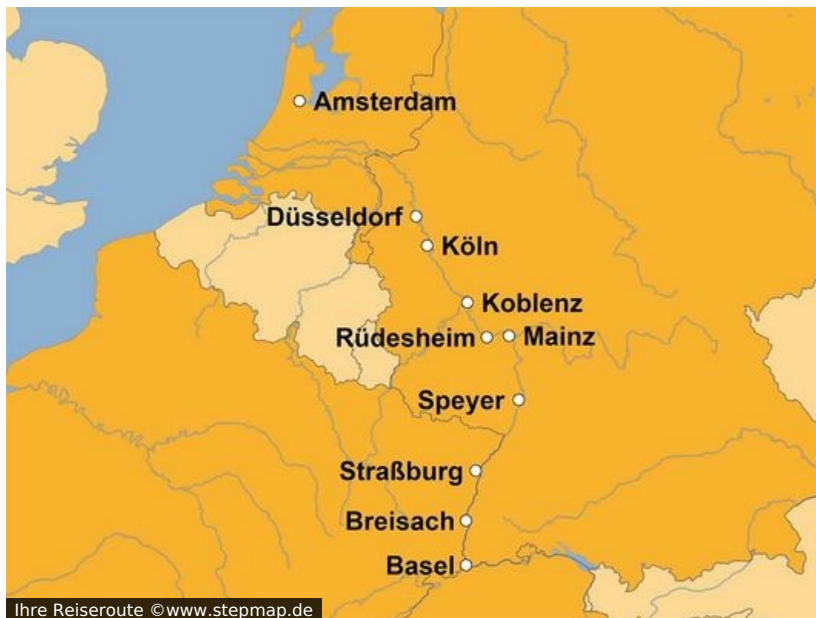 Amsterdam
Düsseldorf
Köln
Koblenz
Rüdesheim
Mainz
Speyer
Straßburg
Breisach
Basel
Ihre Reiseroute ©www.stepmap.de